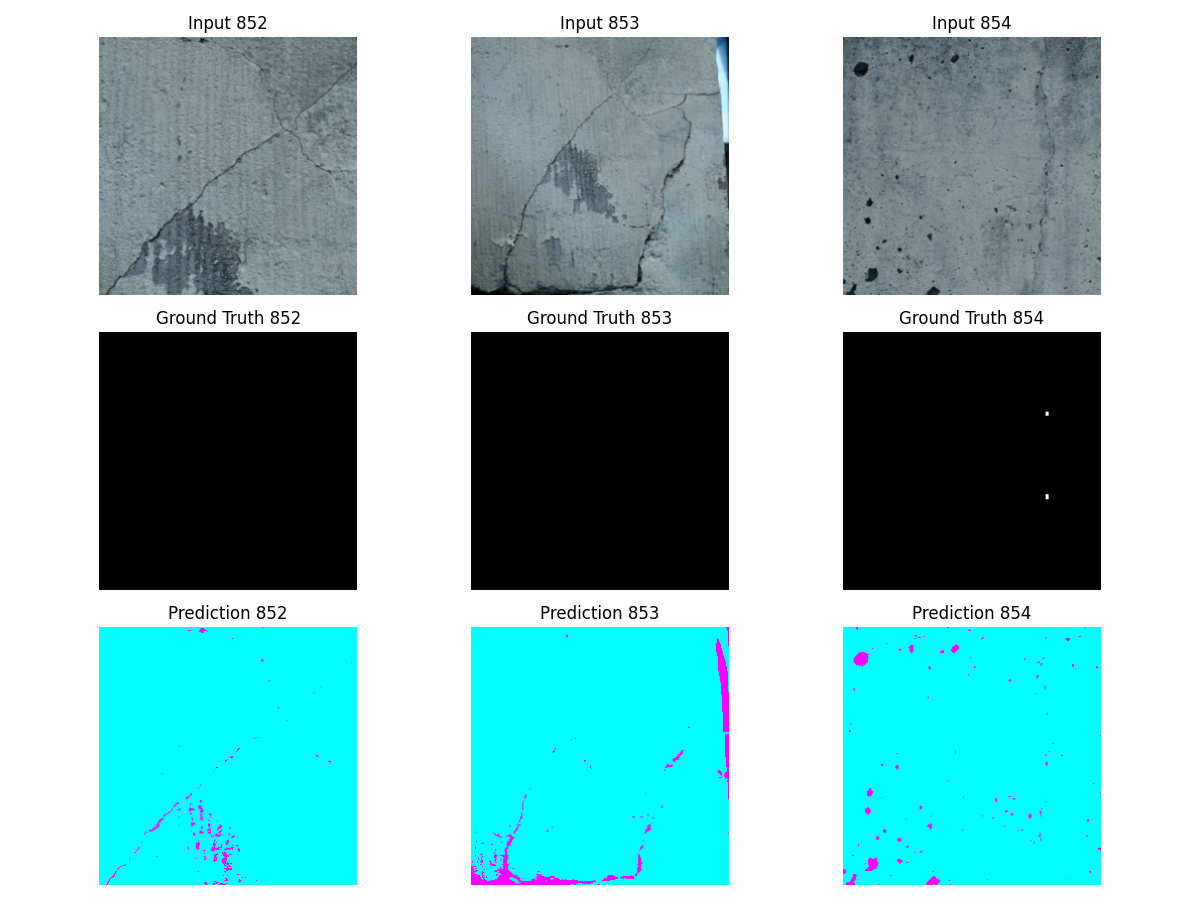 Input 852
Input 853
Input 854
Ground Truth 852
Ground Truth 853
Ground Truth 854
Prediction 852
Prediction 853
Prediction 854